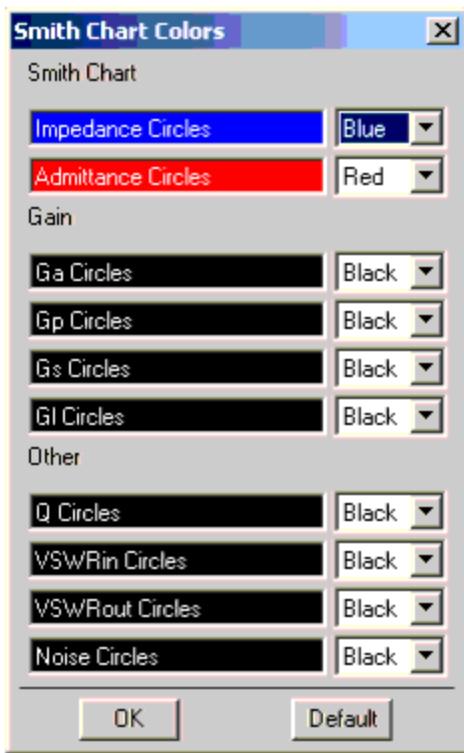 Smith Chart Colors
Smith Chart
Impedance Circles Blue
Admittance Circles Red
Gain
Ga Circles Black
Gp Circles Black
Gs Circles Black
Gl Circles Black
Other
Q Circles Black
VSWRin Circles Black
VSWRout Circles Black
Noise Circles Black
OK Default